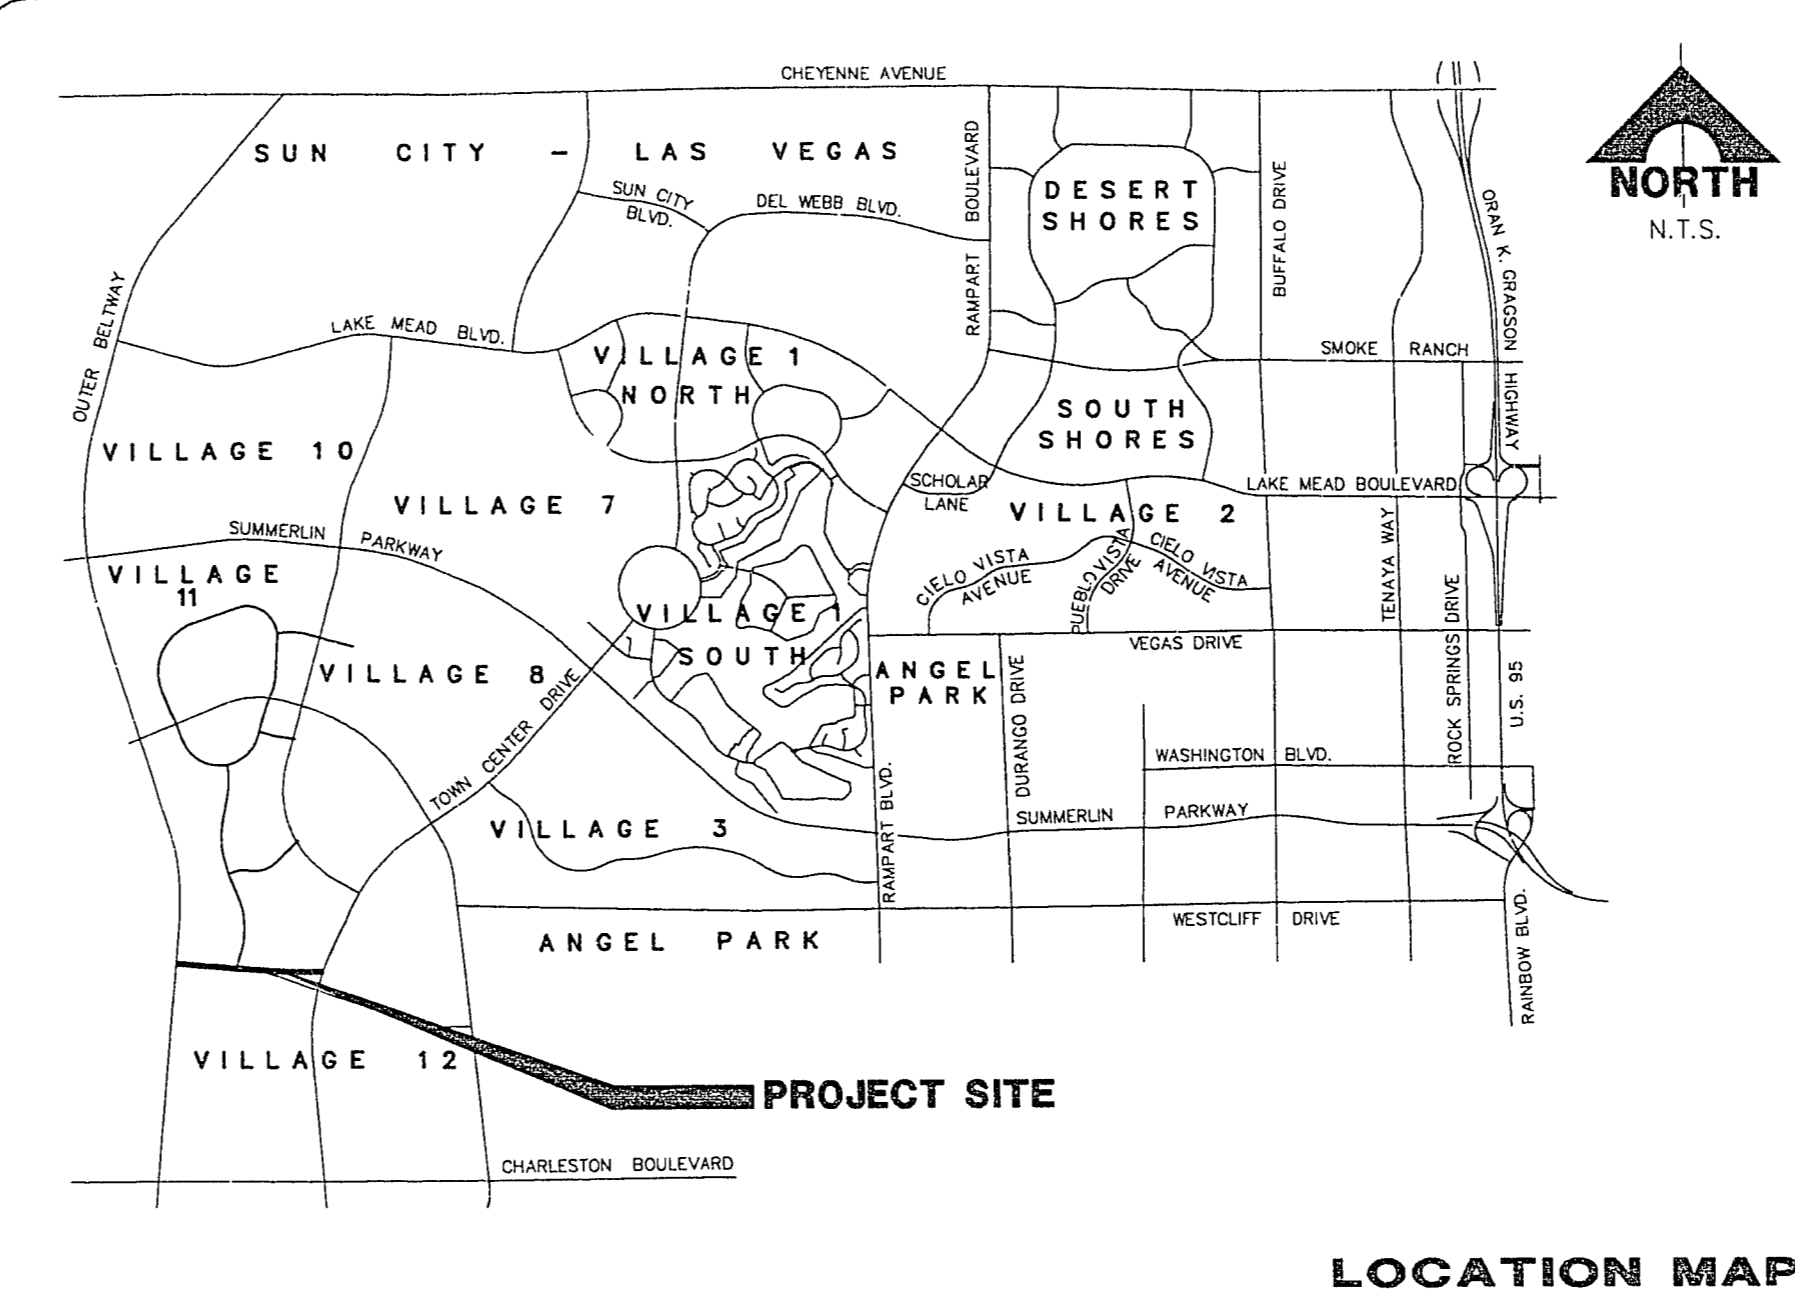 CHEYENNE AVENUE
NORTH
N.T.S.
SUN CITY - LAS VEGAS
SUN CITY
BLVD.
DEL WEBB BLVD.
RAMPART BOULEVARD
DESERT
SHORES
BUFFALO DRIVE
ORAN K. GRAGSON HIGHWAY
OUTER BELTWAY
LAKE MEAD BLVD.
VILLAGE 1
NORTH
SMOKE RANCH
SOUTH
SHORES
VILLAGE 10
VILLAGE 7
SCHOLAR
LANE
LAKE MEAD BOULEVARD
VILLAGE 2
SUMMERLIN PARKWAY
VILLAGE
11
CIELO VISTA
AVENUE
PUEBLO VISTA
DRIVE
CIELO VISTA
AVENUE
TENAYA WAY
ROCK SPRINGS DRIVE
VILLAGE 1
SOUTH
VEGAS DRIVE
VILLAGE 8
ANGEL
PARK
DURANGO DRIVE
U.S. 95
TOWN CENTER DRIVE
WASHINGTON BLVD.
VILLAGE 3
RAMPART BLVD.
SUMMERLIN PARKWAY
WESTCLIFF DRIVE
RAINBOW BLVD.
ANGEL PARK
VILLAGE 12
PROJECT SITE
CHARLESTON BOULEVARD
LOCATION MAP